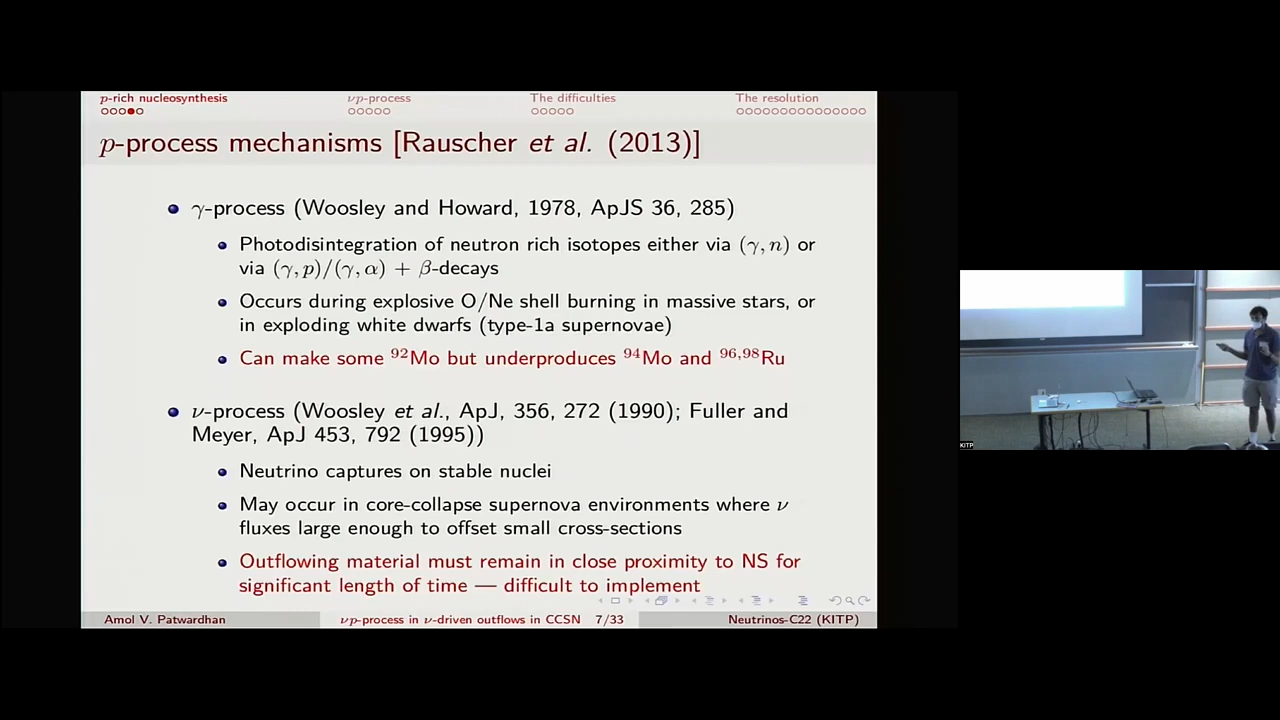 p-rich nucleosynthesis νp-process The difficulties The resolution
p-process mechanisms [Rauscher et al. (2013)]
γ-process (Woosley and Howard, 1978, ApJS 36, 285)
Photodisintegration of neutron rich isotopes either via (γ, n) or
via (γ, p)/(γ, α) + β-decays
Occurs during explosive O/Ne shell burning in massive stars, or
in exploding white dwarfs (type-1a supernovae)
Can make some ⁹²Mo but underproduces ⁹⁴Mo and ⁹⁶,⁹⁸Ru
ν-process (Woosley et al., ApJ, 356, 272 (1990); Fuller and
Meyer, ApJ 453, 792 (1995))
Neutrino captures on stable nuclei
May occur in core-collapse supernova environments where ν
fluxes large enough to offset small cross-sections
Outflowing material must remain in close proximity to NS for
significant length of time — difficult to implement
Amol V. Patwardhan νp-process in ν-driven outflows in CCSN 7/33 Neutrinos-C22 (KITP)
KITP